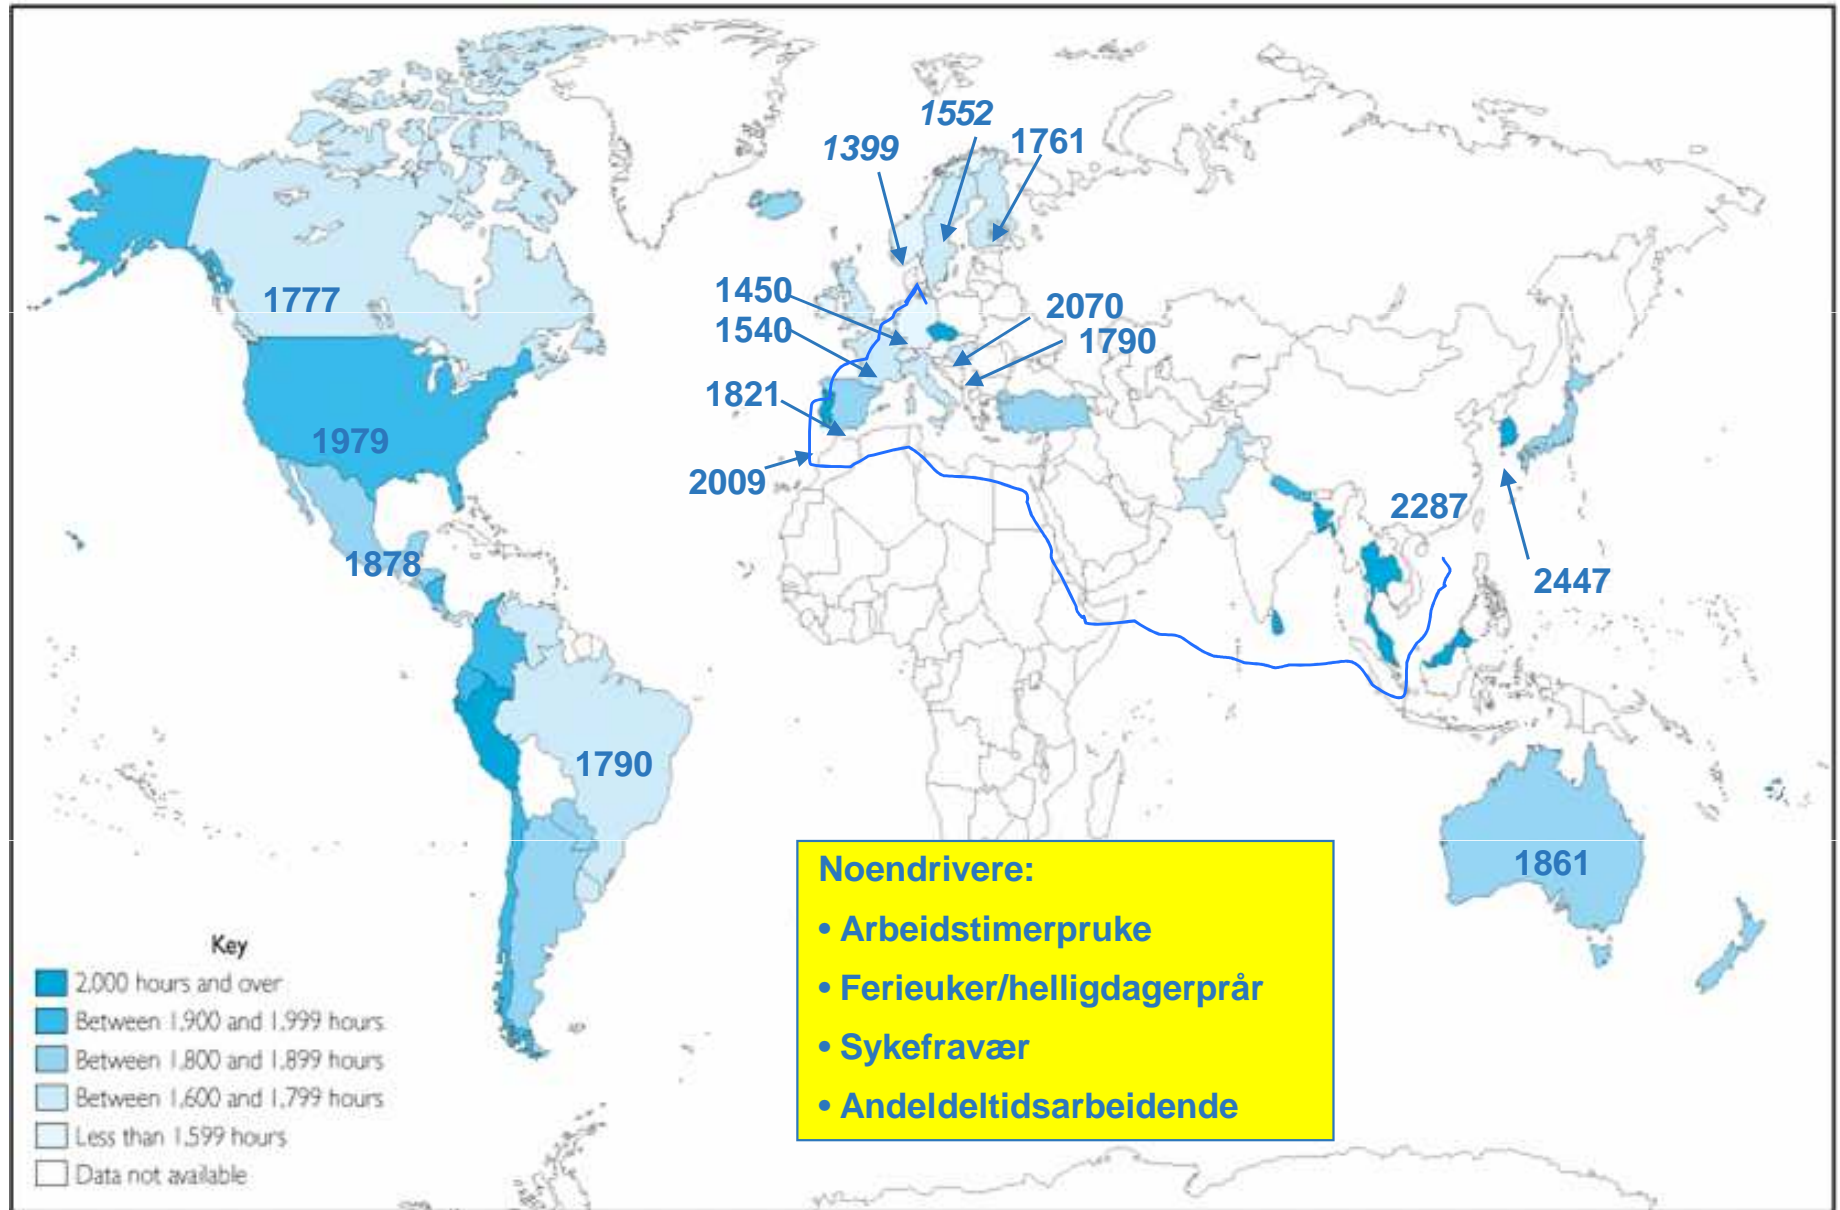 1552
1399
1761
1777
1450
1540
2070
1790
1821
1979
2009
2287
1878
2447
1790
1861
Noendrivere:
• Arbeidstimerpruke
• Ferieuker/helligdagerprår
• Sykefravær
• Andeldeltidsarbeidende
Key
2,000 hours and over
Between 1,900 and 1,999 hours
Between 1,800 and 1,899 hours
Between 1,600 and 1,799 hours
Less than 1,599 hours
Data not available